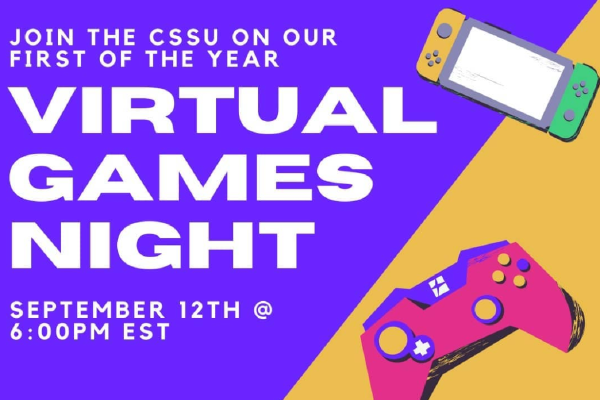 JOIN THE CSSU ON OUR
FIRST OF THE YEAR
VIRTUAL
GAMES
NIGHT
SEPTEMBER 12TH @
6:00PM EST